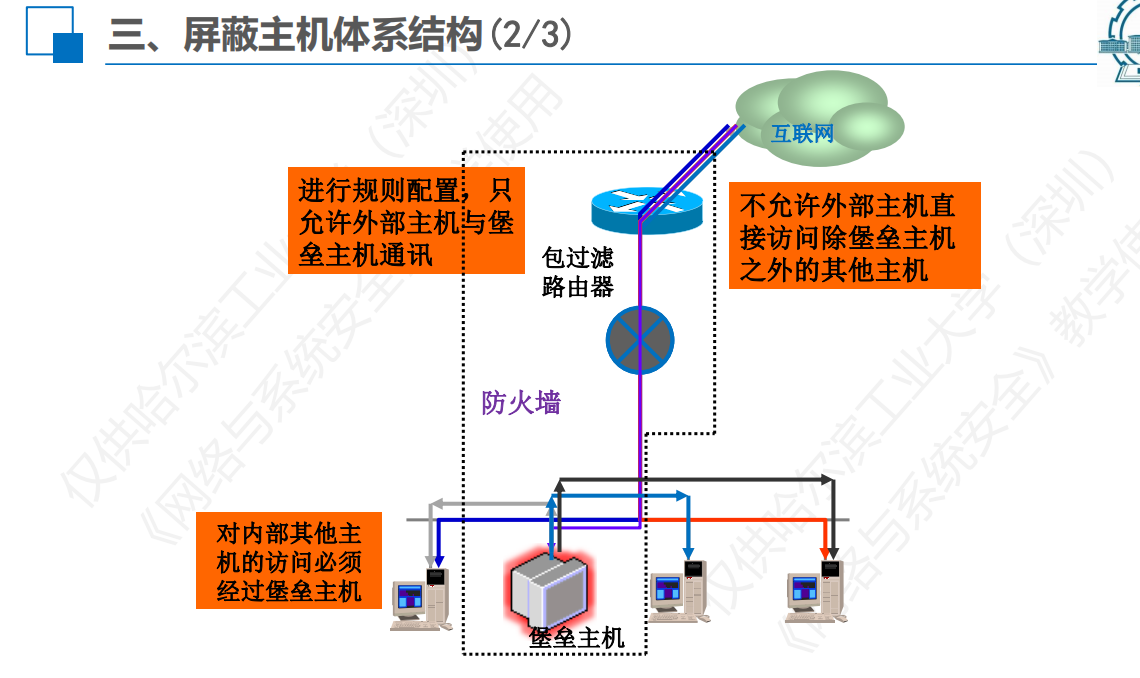 三、屏蔽主机体系结构(2/3)
互联网
进行规则配置，只
允许外部主机与堡
垒主机通讯
不允许外部主机直
接访问除堡垒主机
之外的其他主机
包过滤
路由器
防火墙
对内部其他主
机的访问必须
经过堡垒主机
堡垒主机
仅供哈尔滨工业大学（深圳）
《网络与系统安全》教学使用
仅供哈尔滨工业大学（深圳）
《网络与系统安全》教学使